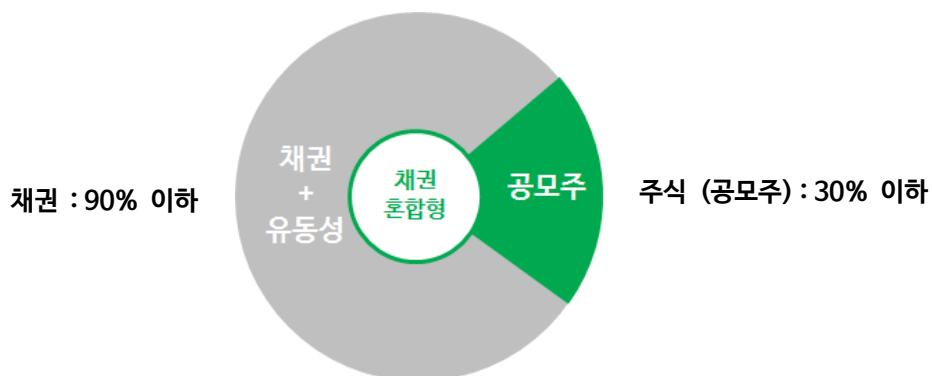 채권 : 90% 이하
채권
+
유동성
채권
혼합형
공모주
주식 (공모주) : 30% 이하